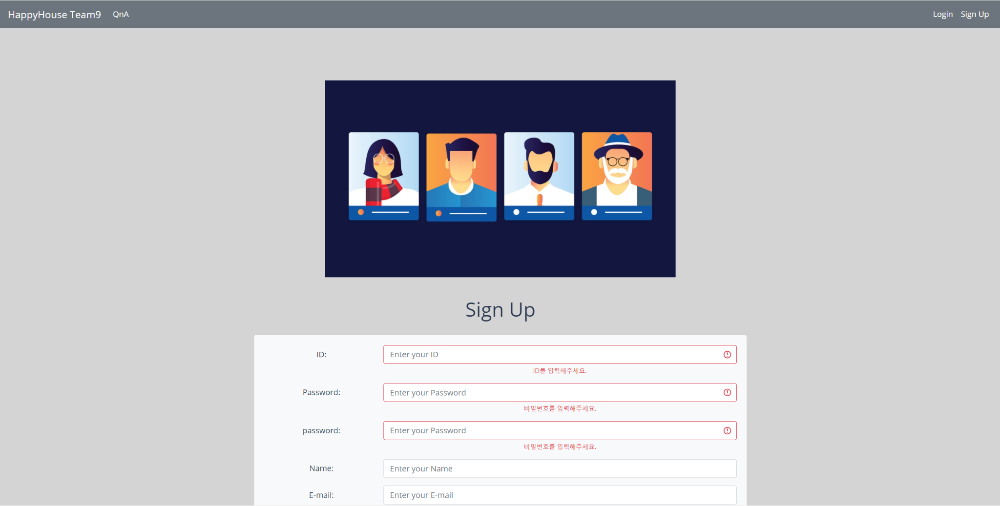 HappyHouse Team9 QnA Login Sign Up
Sign Up
ID: Enter your ID
ID를 입력해주세요.
Password: Enter your Password
비밀번호를 입력해주세요.
password: Enter your Password
비밀번호를 입력해주세요.
Name: Enter your Name
E-mail: Enter your E-mail